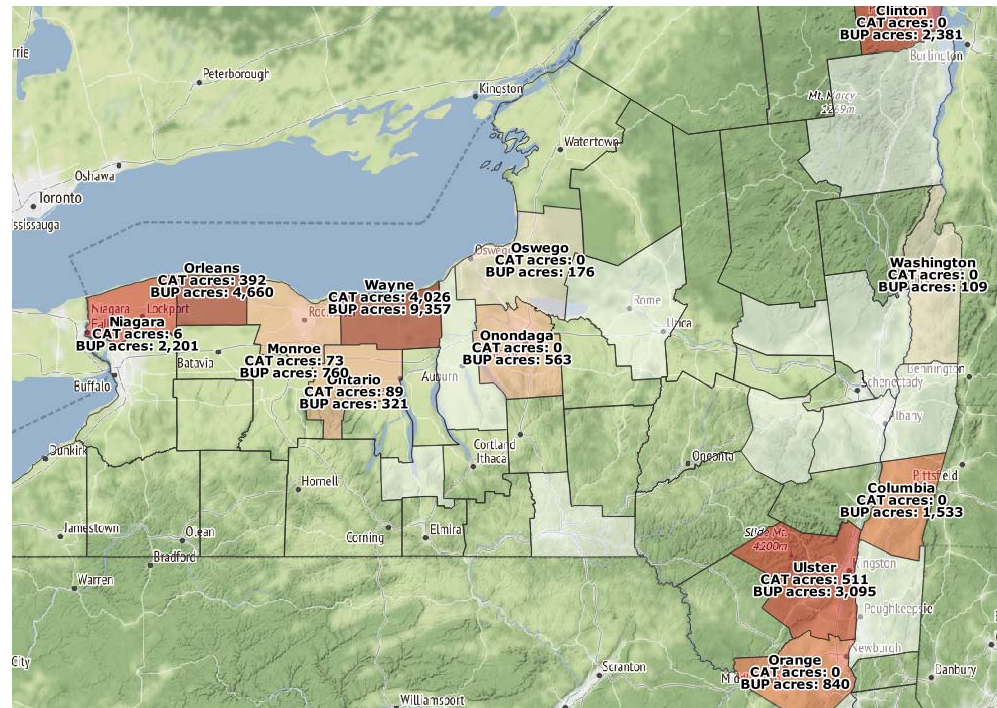 Clinton
CAT acres: 0
BUP acres: 2,381
Burlington
rrie
Peterborough
Kingston
Mt. Marcy
Watertown
Oshawa
Toronto
ississauga
Oswego
CAT acres: 0
BUP acres: 176
Washington
CAT acres: 0
BUP acres: 109
Orleans
CAT acres: 392
BUP acres: 4,660
Wayne
CAT acres: 4,026
BUP acres: 9,357
Rome
Utica
Niagara
Lockport
Niagara
CAT acres: 6
BUP acres: 2,201
Onondaga
CAT acres: 0
BUP acres: 563
Monroe
CAT acres: 73
BUP acres: 760
Batavia
Ontario
CAT acres: 89
BUP acres: 321
Auburn
Bennington
Buffalo
Schenectady
Albany
Dunkirk
Cortland
Ithaca
Oneonta
Pittsfield
Hornell
Columbia
CAT acres: 0
BUP acres: 1,533
Jamestown
Olean
Corning
Elmira
Slide Mt.
4200m
Bradford
Kingston
Ulster
CAT acres: 511
BUP acres: 3,095
Warren
Poughkeepsie
Newburgh
City
Scranton
Orange
CAT acres: 0
BUP acres: 840
Danbury
Williamsport